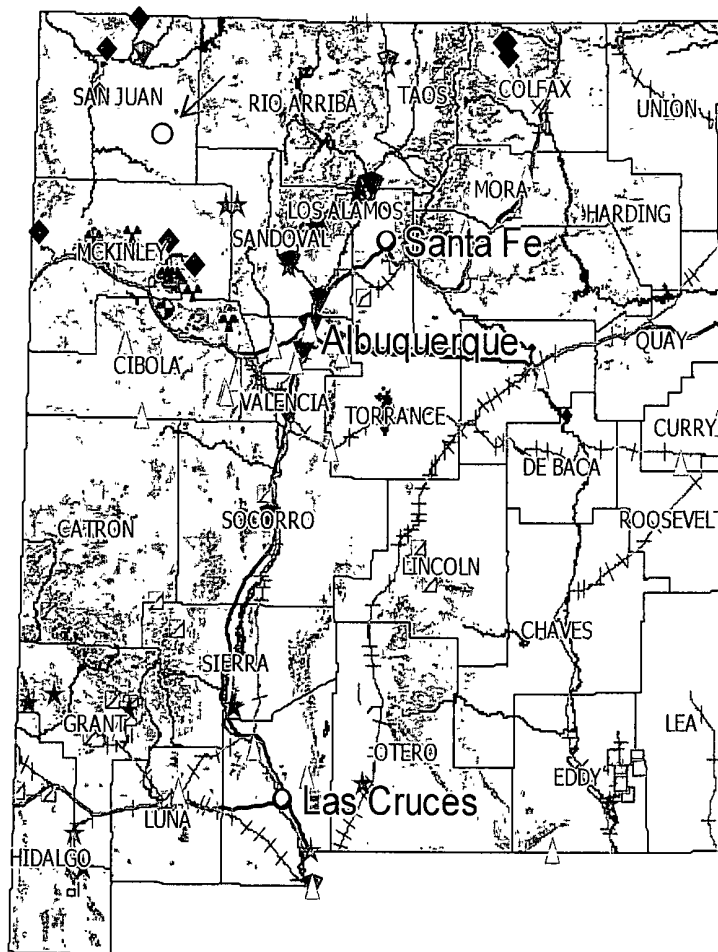 SAN JUAN
RIO ARRIBA
TAOS
COLFAX
UNION
MORA
LOS ALAMOS
HARDING
SANDOVAL
MCKINLEY
Santa Fe
Albuquerque
QUAY
CIBOLA
VALENCIA
TORRANCE
CURRY
DE BACA
SOCORRO
ROOSEVELT
CATRON
LINCOLN
CHAVES
SIERRA
GRANT
OTERO
LEA
EDDY
Las Cruces
LUNA
HIDALGO